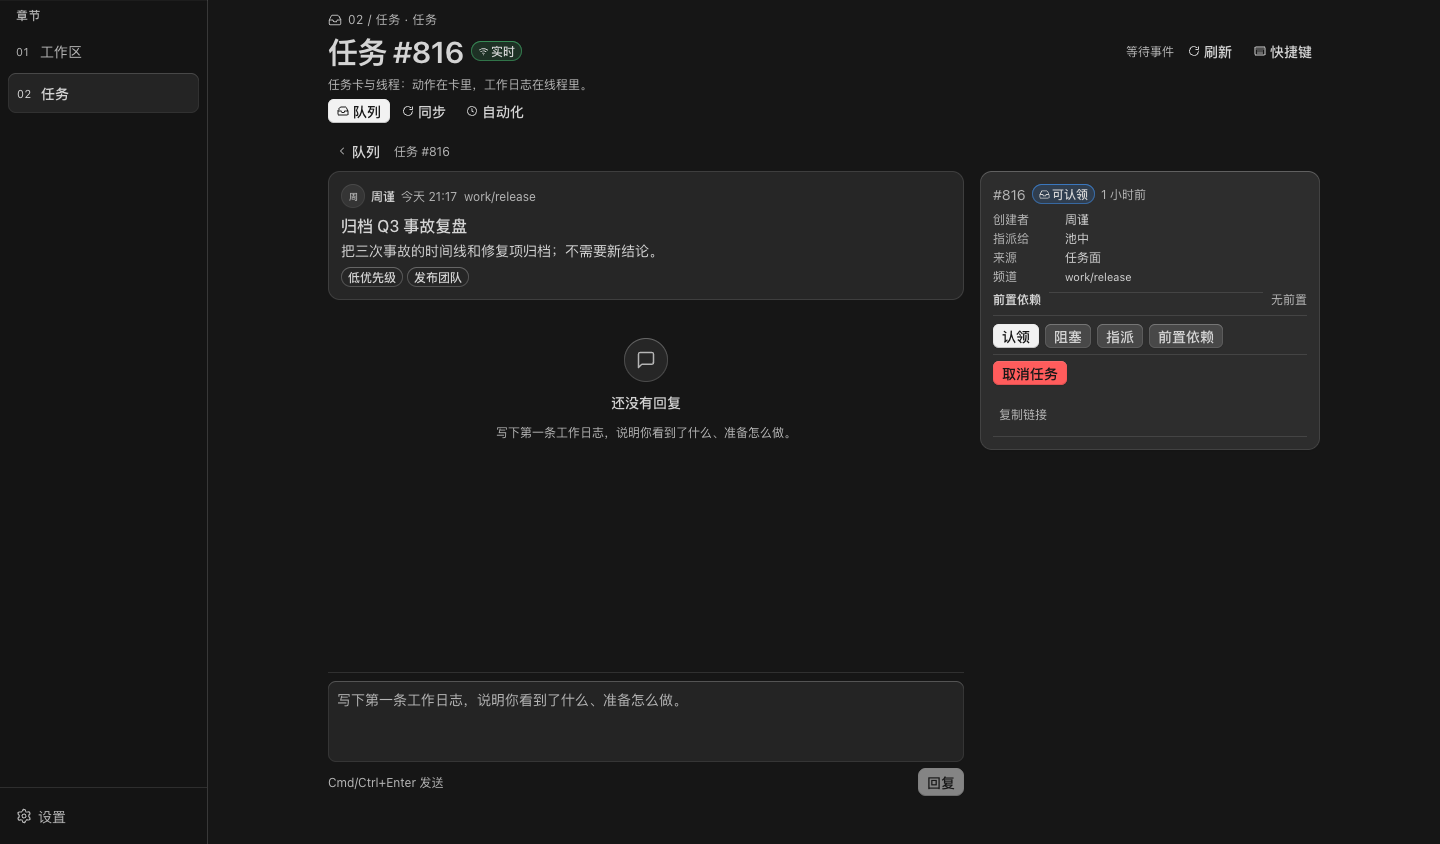 章节
01 工作区
02 任务
设置
02 / 任务 · 任务
任务 #816 实时
等待事件 刷新 快捷键
任务卡与线程：动作在卡里，工作日志在线程里。
队列 同步 自动化
队列 任务 #816
周 周谨 今天 21:17 work/release
归档 Q3 事故复盘
把三次事故的时间线和修复项归档；不需要新结论。
低优先级 发布团队
还没有回复
写下第一条工作日志，说明你看到了什么、准备怎么做。
写下第一条工作日志，说明你看到了什么、准备怎么做。
Cmd/Ctrl+Enter 发送 回复
#816 可认领 1 小时前
创建者 周谨
指派给 池中
来源 任务面
频道 work/release
前置依赖 无前置
认领 阻塞 指派 前置依赖
取消任务
复制链接